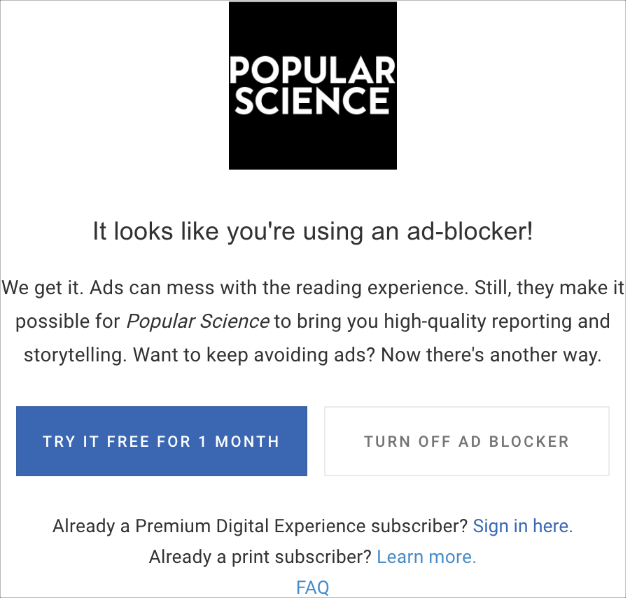 POPULAR
SCIENCE
It looks like you're using an ad-blocker!
We get it. Ads can mess with the reading experience. Still, they make it
possible for Popular Science to bring you high-quality reporting and
storytelling. Want to keep avoiding ads? Now there's another way.
TRY IT FREE FOR 1 MONTH
TURN OFF AD BLOCKER
Already a Premium Digital Experience subscriber? Sign in here.
Already a print subscriber? Learn more.
FAQ